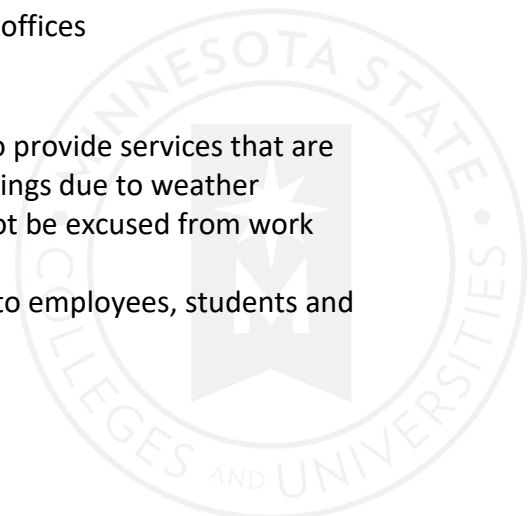 offices
provide services that are
ings due to weather
ot be excused from work
to employees, students and
MINNESOTA STATE
COLLEGES AND UNIVERSITIES
M